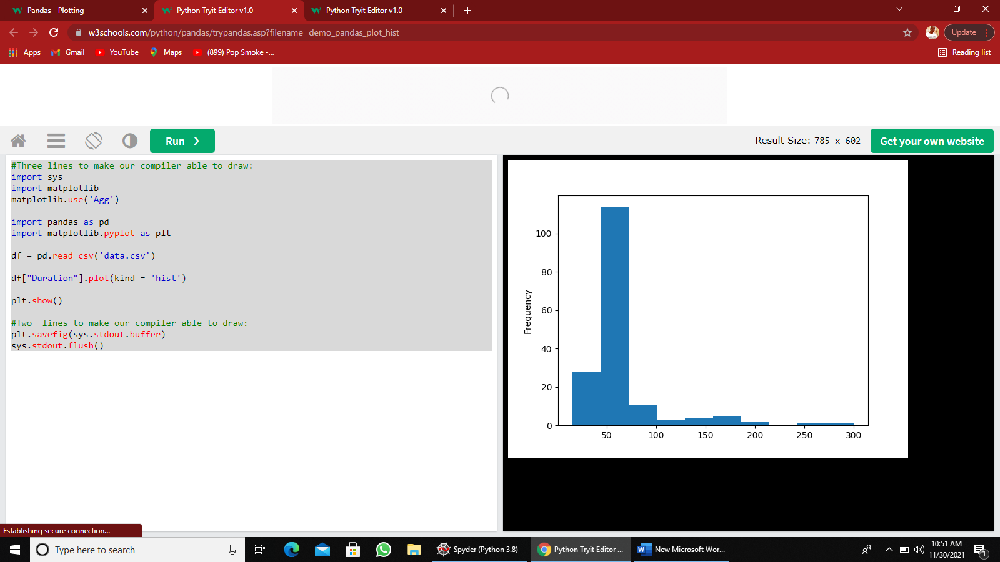 Pandas - Plotting
Python Tryit Editor v1.0
Python Tryit Editor v1.0
w3schools.com/python/pandas/trypandas.asp?filename=demo_pandas_plot_hist
Update
Apps
Gmail
YouTube
Maps
(899) Pop Smoke -...
Reading list
Run ❯
Result Size: 785 x 602
Get your own website
#Three lines to make our compiler able to draw:
import sys
import matplotlib
matplotlib.use('Agg')
import pandas as pd
import matplotlib.pyplot as plt
df = pd.read_csv('data.csv')
df["Duration"].plot(kind = 'hist')
plt.show()
#Two  lines to make our compiler able to draw:
plt.savefig(sys.stdout.buffer)
sys.stdout.flush()
Frequency
100
80
60
40
20
0
50 100 150 200 250 300
Establishing secure connection...
Type here to search
Spyder (Python 3.8)
Python Tryit Editor ...
W
New Microsoft Wor...
10:51 AM
11/30/2021
1